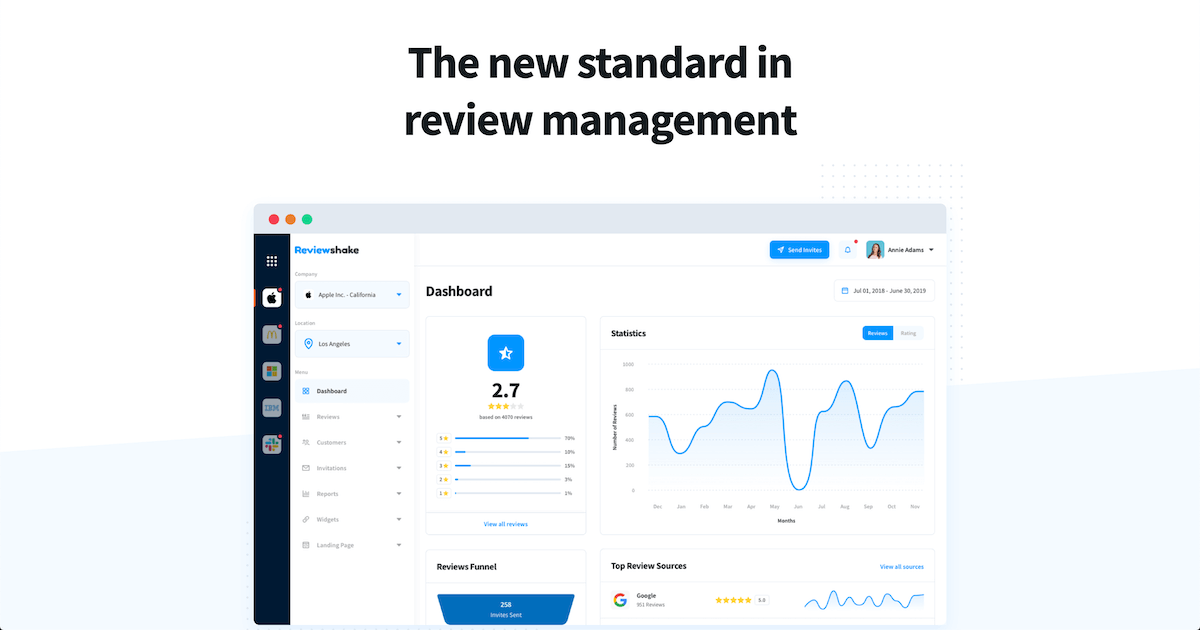 The new standard in
review management
Reviewshake
Send Invites
Annie Adams
Company
Apple Inc. - California
Location
Los Angeles
Menu
Dashboard
Reviews
Customers
Invitations
Reports
Widgets
Landing Page
Dashboard
Jul 01, 2018 - June 30, 2019
2.7
based on 4070 reviews
5 70%
4 10%
3 15%
2 3%
1 1%
View all reviews
Statistics
Reviews Rating
Number of Reviews
1000
800
600
400
200
0
Dec Jan Feb Mar Apr May Jun Jul Aug Sep Oct Nov
Months
Reviews Funnel
258
Invites Sent
Top Review Sources
View all sources
Google
951 Reviews
5.0
IBM